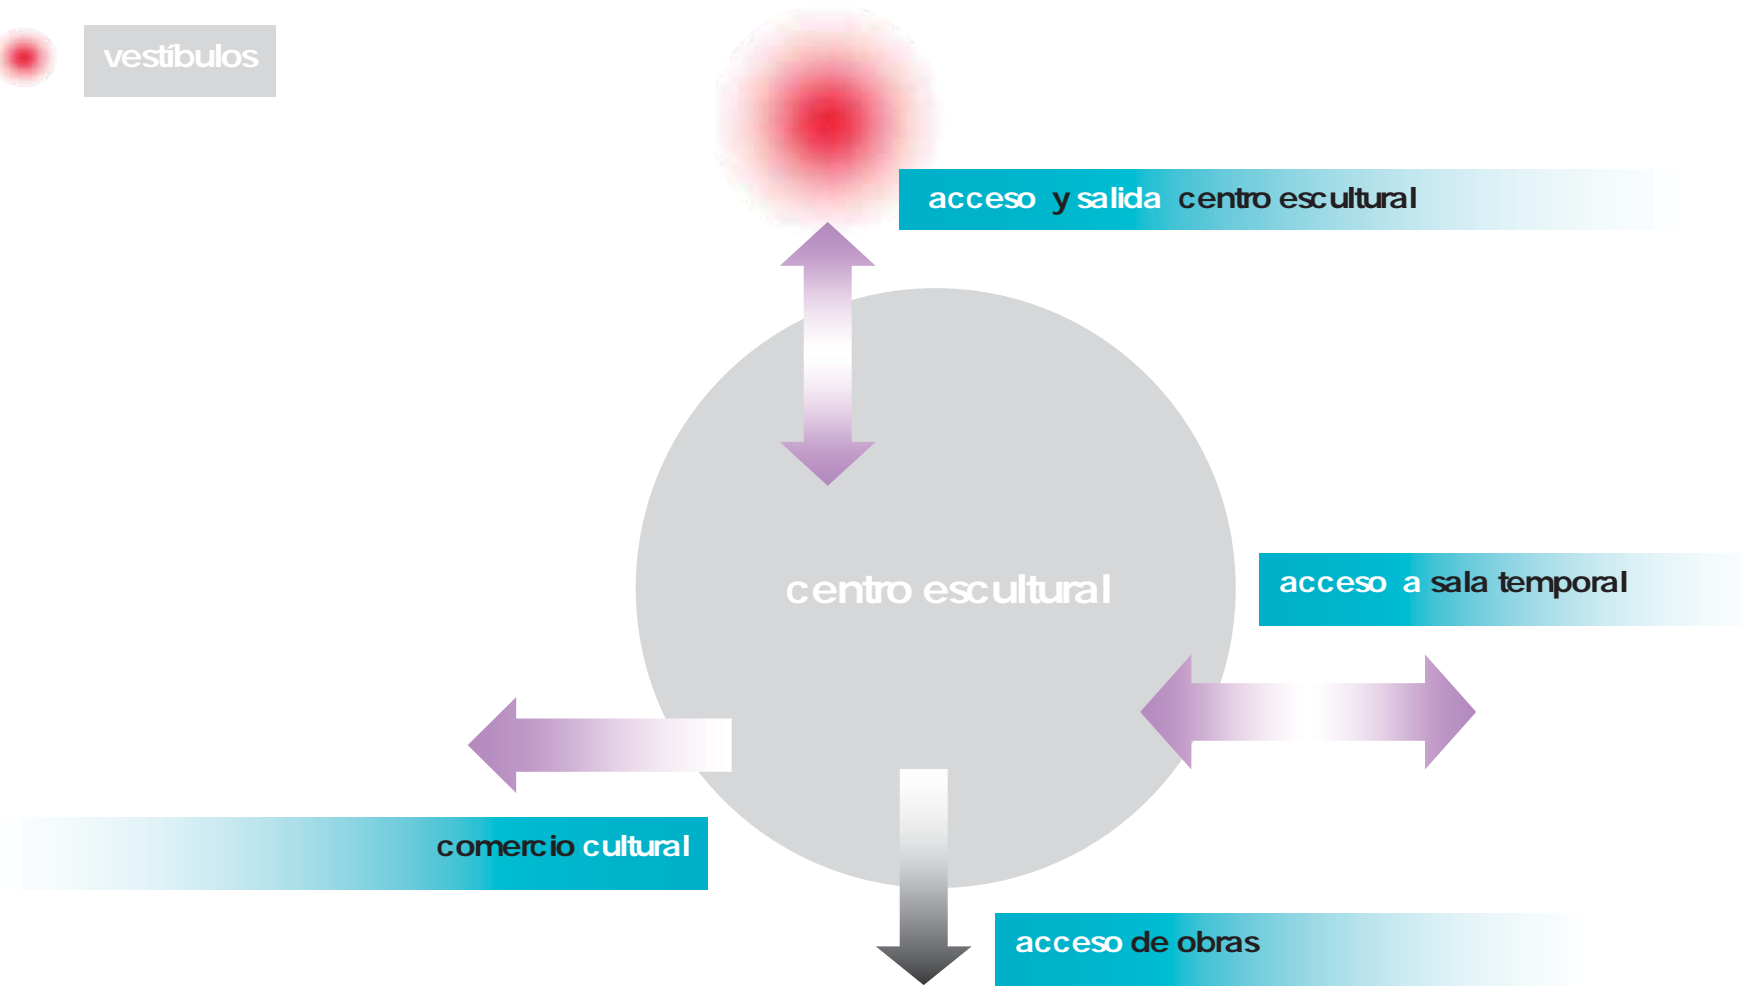 vestíbulos
acceso y salida centro escultural
centro escultural
acceso a sala temporal
comercio cultural
acceso de obras